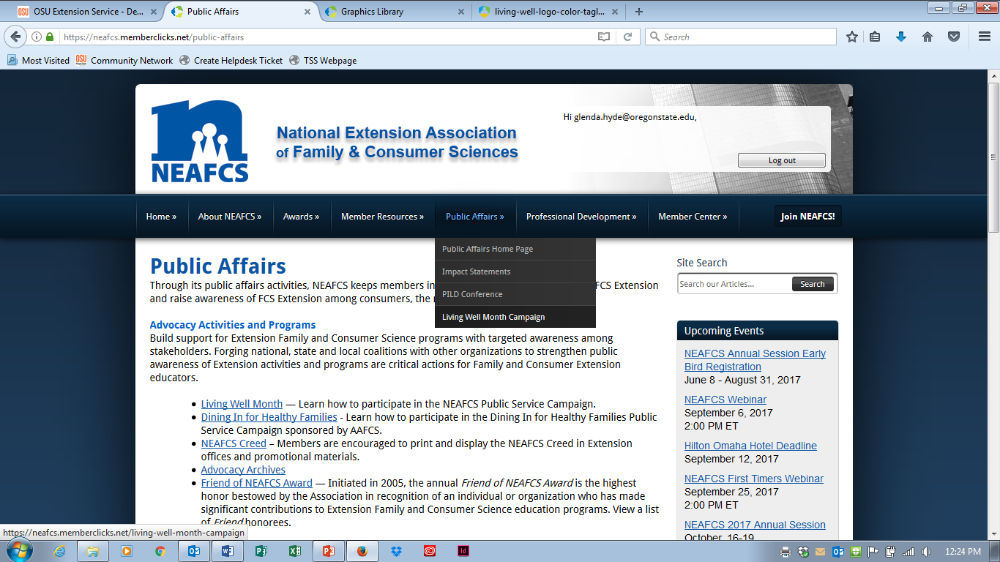 OSU Extension Service - De...
Public Affairs
Graphics Library
living-well-logo-color-tagl...
https://neafcs.memberclicks.net/public-affairs
Search
Most Visited
Community Network
Create Helpdesk Ticket
TSS Webpage
NEAFCS
National Extension Association
of Family & Consumer Sciences
Hi glenda.hyde@oregonstate.edu,
Log out
Home »
About NEAFCS »
Awards »
Member Resources »
Public Affairs »
Professional Development »
Member Center »
Join NEAFCS!
Public Affairs Home Page
Impact Statements
PILD Conference
Living Well Month Campaign
Public Affairs
Through its public affairs activities, NEAFCS keeps members in CS Extension
and raise awareness of FCS Extension among consumers, the
Advocacy Activities and Programs
Build support for Extension Family and Consumer Science programs with targeted awareness among
stakeholders. Forging national, state and local coalitions with other organizations to strengthen public
awareness of Extension activities and programs are critical actions for Family and Consumer Extension
educators.
• Living Well Month — Learn how to participate in the NEAFCS Public Service Campaign.
• Dining In for Healthy Families - Learn how to participate in the Dining In for Healthy Families Public
Service Campaign sponsored by AAFCS.
• NEAFCS Creed – Members are encouraged to print and display the NEAFCS Creed in Extension
offices and promotional materials.
• Advocacy Archives
• Friend of NEAFCS Award — Initiated in 2005, the annual Friend of NEAFCS Award is the highest
honor bestowed by the Association in recognition of an individual or organization who has made
significant contributions to Extension Family and Consumer Science education programs. View a list
of Friend honorees.
Site Search
Search our Articles...
Search
Upcoming Events
NEAFCS Annual Session Early
Bird Registration
June 8 - August 31, 2017
NEAFCS Webinar
September 6, 2017
2:00 PM ET
Hilton Omaha Hotel Deadline
September 12, 2017
NEAFCS First Timers Webinar
September 25, 2017
2:00 PM ET
NEAFCS 2017 Annual Session
October, 16-19
https://neafcs.memberclicks.net/living-well-month-campaign
12:24 PM